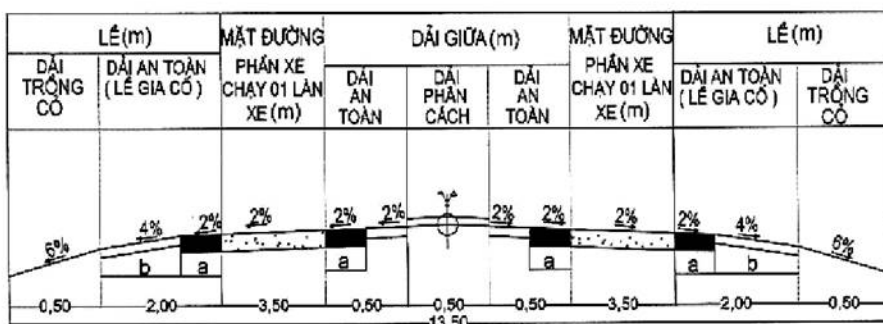 LỀ (m)
DẢI TRỒNG CỎ
DẢI AN TOÀN (LỀ GIA CỐ)
MẶT ĐƯỜNG PHẦN XE CHẠY 01 LÀN XE (m)
DẢI GIỮA (m)
DẢI AN TOÀN
DẢI PHÂN CÁCH
DẢI AN TOÀN
MẶT ĐƯỜNG PHẦN XE CHẠY 01 LÀN XE (m)
LỀ (m)
DẢI AN TOÀN (LỀ GIA CỐ)
DẢI TRỒNG CỎ
6% 4% 2% 2% 2% 2% 2% 2% 2% 2% 4% 6%
b a a a a b
0,50 2,00 3,50 0,50 0,50 0,50 3,50 2,00 0,50
13,50